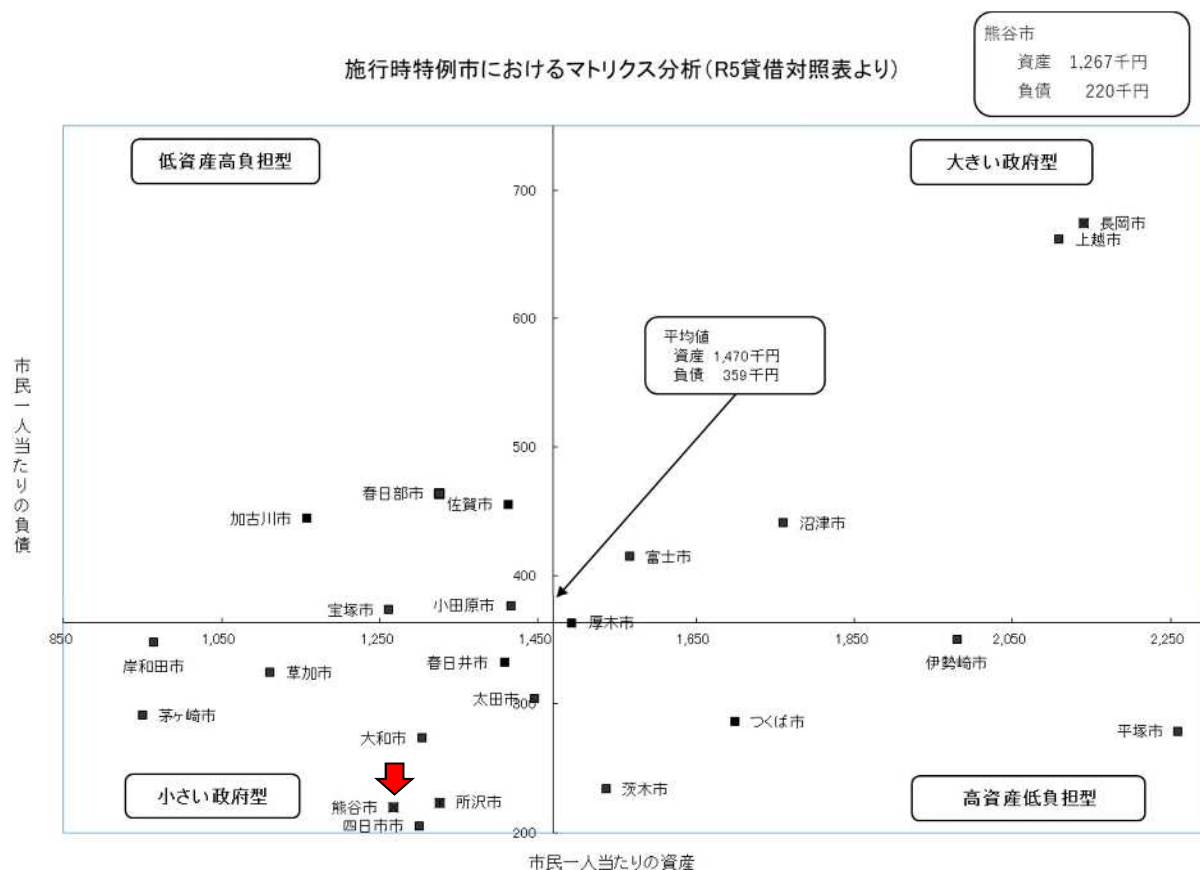 熊谷市
資産 1,267千円
負債 220千円
施行時特例市におけるマトリクス分析(R5貸借対照表より)
低資産高負担型
大きい政府型
700
長岡市
上越市
600
平均値
資産 1,470千円
負債 359千円
市民一人当たりの負債
500
春日部市
佐賀市
加古川市
沼津市
富士市
400
宝塚市
小田原市
厚木市
850
1,050
1,250
1,450
1,650
1,850
2,050
2,250
岸和田市
草加市
春日井市
伊勢崎市
太田市
300
茅ヶ崎市
つくば市
平塚市
大和市
小さい政府型
熊谷市
所沢市
茨木市
高資産低負担型
四日市市
200
市民一人当たりの資産